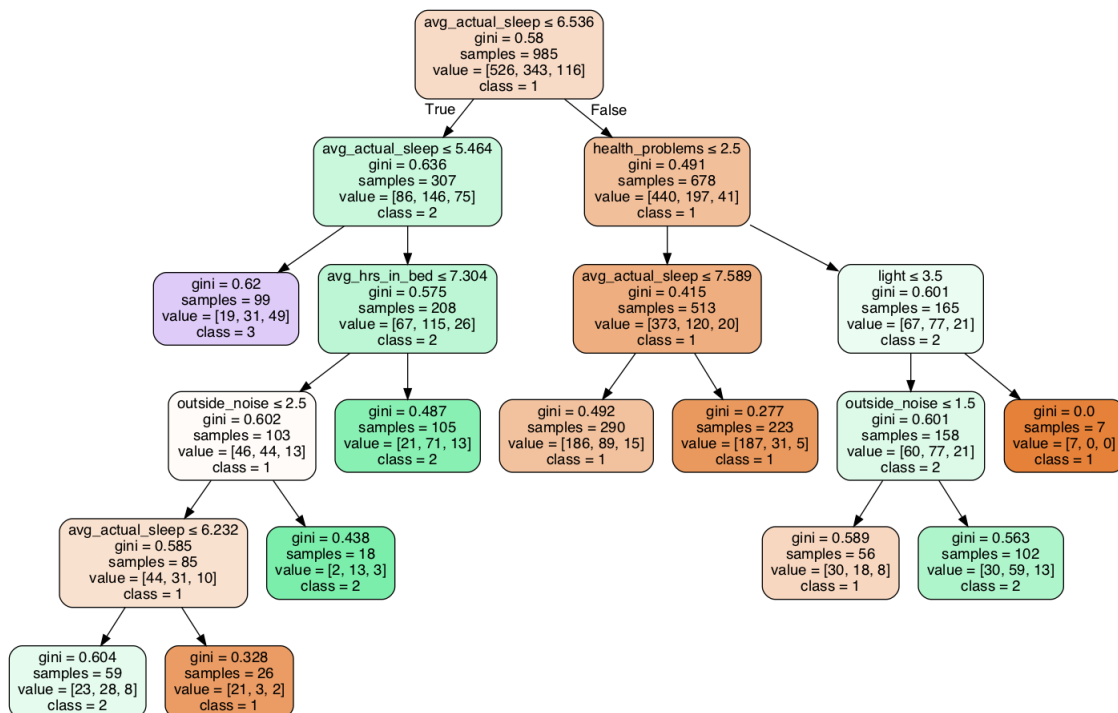 avg_actual_sleep ≤ 6.536
gini = 0.58
samples = 985
value = [526, 343, 116]
class = 1
True
False
avg_actual_sleep ≤ 5.464
gini = 0.636
samples = 307
value = [86, 146, 75]
class = 2
health_problems ≤ 2.5
gini = 0.491
samples = 678
value = [440, 197, 41]
class = 1
gini = 0.62
samples = 99
value = [19, 31, 49]
class = 3
avg_hrs_in_bed ≤ 7.304
gini = 0.575
samples = 208
value = [67, 115, 26]
class = 2
avg_actual_sleep ≤ 7.589
gini = 0.415
samples = 513
value = [373, 120, 20]
class = 1
light ≤ 3.5
gini = 0.601
samples = 165
value = [67, 77, 21]
class = 2
outside_noise ≤ 2.5
gini = 0.602
samples = 103
value = [46, 44, 13]
class = 1
gini = 0.487
samples = 105
value = [21, 71, 13]
class = 2
gini = 0.492
samples = 290
value = [186, 89, 15]
class = 1
gini = 0.277
samples = 223
value = [187, 31, 5]
class = 1
outside_noise ≤ 1.5
gini = 0.601
samples = 158
value = [60, 77, 21]
class = 2
gini = 0.0
samples = 7
value = [7, 0, 0]
class = 1
avg_actual_sleep ≤ 6.232
gini = 0.585
samples = 85
value = [44, 31, 10]
class = 1
gini = 0.438
samples = 18
value = [2, 13, 3]
class = 2
gini = 0.589
samples = 56
value = [30, 18, 8]
class = 1
gini = 0.563
samples = 102
value = [30, 59, 13]
class = 2
gini = 0.604
samples = 59
value = [23, 28, 8]
class = 2
gini = 0.328
samples = 26
value = [21, 3, 2]
class = 1